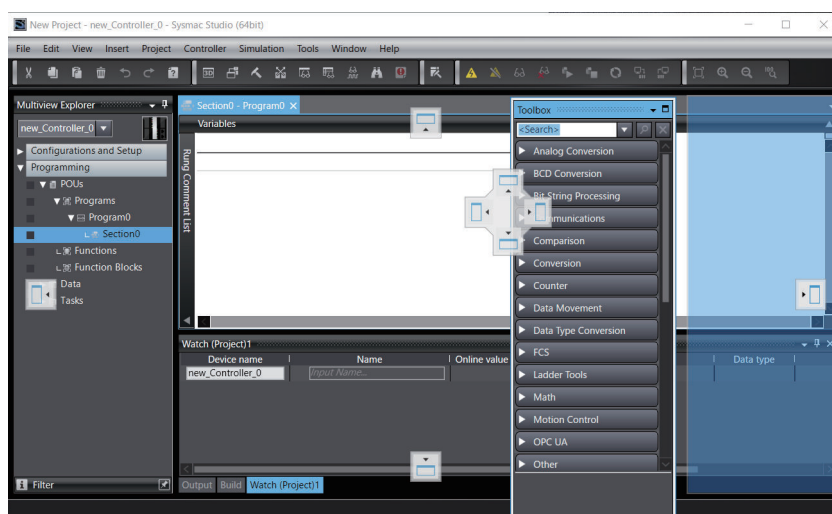 New Project - new_Controller_0 - Sysmac Studio (64bit)
File Edit View Insert Project Controller Simulation Tools Window Help
Multiview Explorer
new_Controller_0
Configurations and Setup
Programming
POUs
Programs
Program0
Section0
Functions
Function Blocks
Data
Tasks
Filter
Section0 - Program0
Variables
Rung Comment List
Toolbox
<Search>
Analog Conversion
BCD Conversion
Bit String Processing
mmunications
Comparison
Conversion
Counter
Data Movement
Data Type Conversion
FCS
Ladder Tools
Math
Motion Control
OPC UA
Other
Watch (Project)1
Device name Name Online value Data type
new_Controller_0 Input Name...
Output Build Watch (Project)1